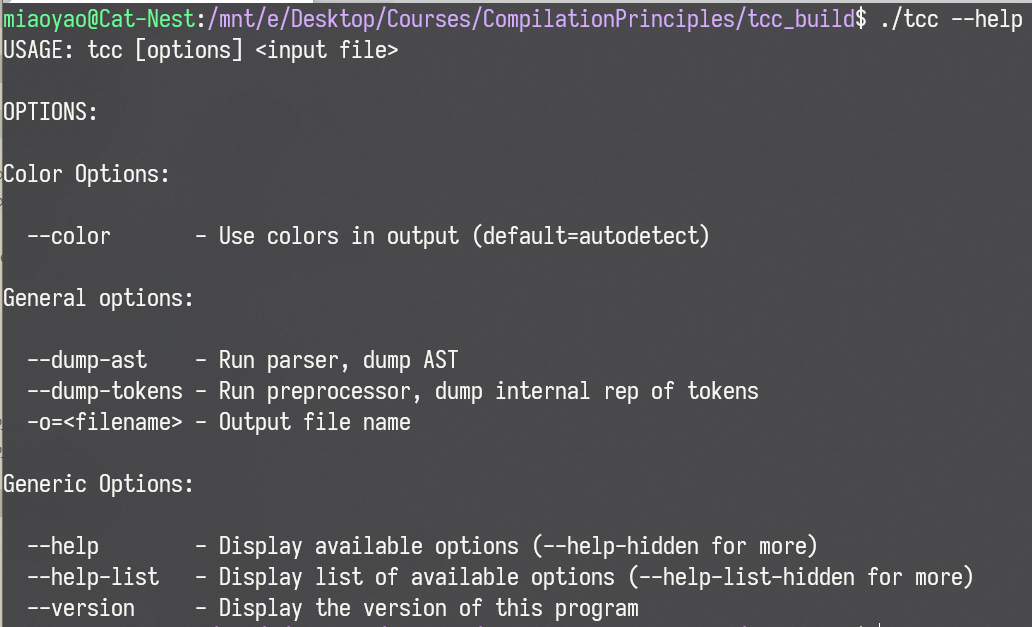 miaoyao@Cat-Nest:/mnt/e/Desktop/Courses/CompilationPrinciples/tcc_build$ ./tcc --help
USAGE: tcc [options] <input file>
OPTIONS:
Color Options:
--color - Use colors in output (default=autodetect)
General options:
--dump-ast - Run parser, dump AST
--dump-tokens - Run preprocessor, dump internal rep of tokens
-o=<filename> - Output file name
Generic Options:
--help - Display available options (--help-hidden for more)
--help-list - Display list of available options (--help-list-hidden for more)
--version - Display the version of this program